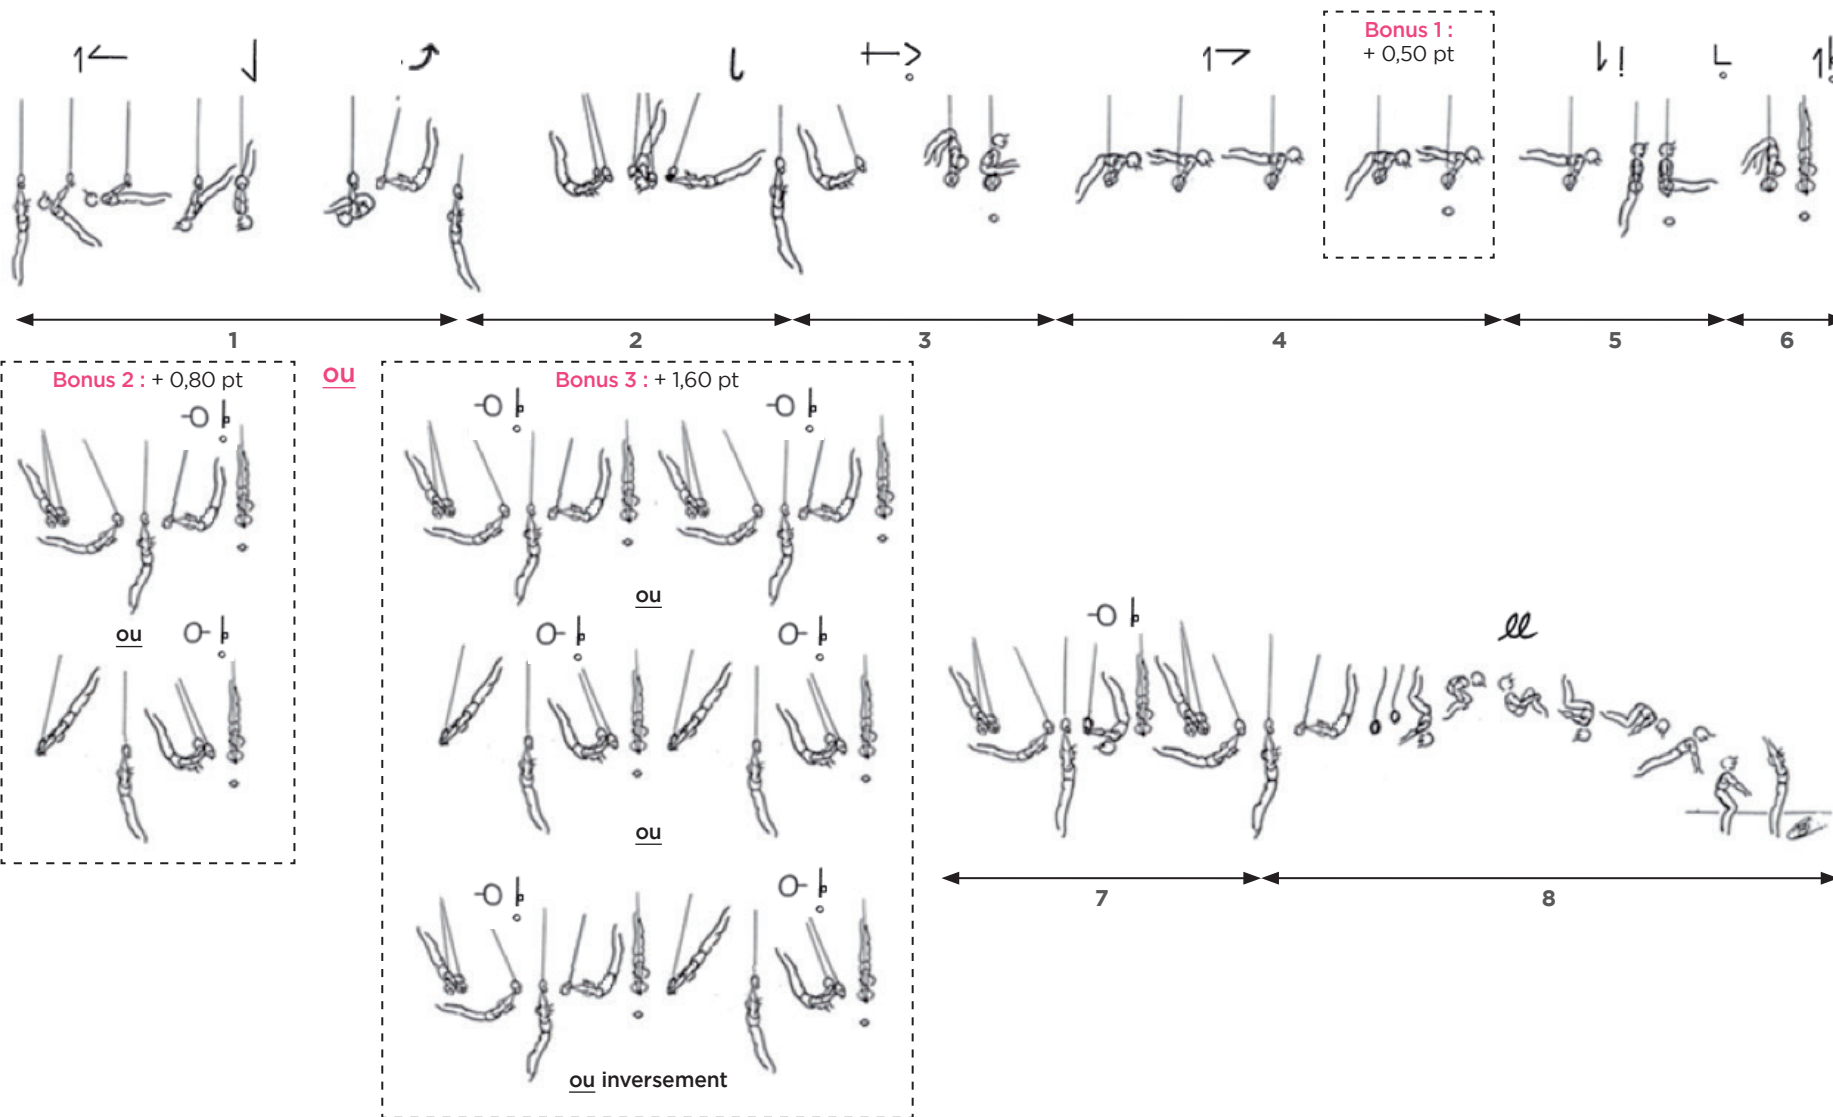 Bonus 1 :
+ 0,50 pt
1
2
3
4
5
6
Bonus 2 : + 0,80 pt
ou
Bonus 3 : + 1,60 pt
ou
ou
ou
7
8
ou inversement